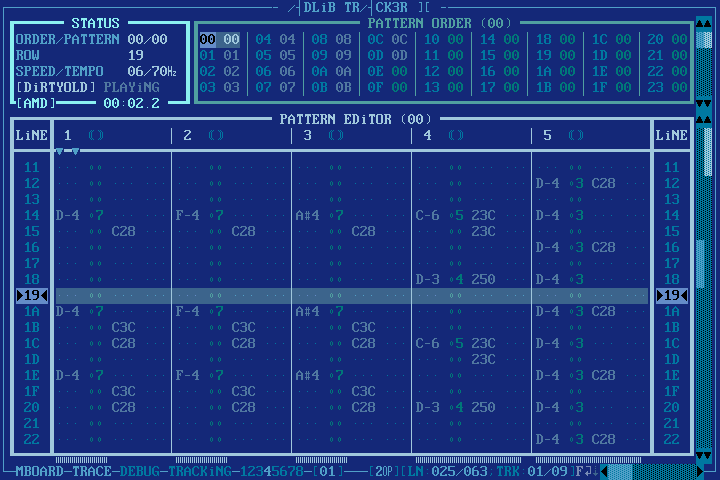 DLiB TR/-\CK3R ][
STATUS
ORDER/PATTERN 00/00
ROW 19
SPEED/TEMPO 06/70Hz
[DiRTYOLD] PLAYiNG
[AMD] 00:02.2
PATTERN ORDER (00)
00 00 04 04 08 08 0C 0C 10 00 14 00 18 00 1C 00 20 00
01 01 05 05 09 09 0D 0D 11 00 15 00 19 00 1D 00 21 00
02 02 06 06 0A 0A 0E 00 12 00 16 00 1A 00 1E 00 22 00
03 03 07 07 0B 0B 0F 00 13 00 17 00 1B 00 1F 00 23 00
PATTERN EDiTOR (00)
LiNE 1 () 2 () 3 () 4 () 5 () LiNE
11 11
12 D-4 3 C28 12
13 13
14 D-4 7 F-4 7 A#4 7 C-6 5 23C D-4 3 14
15 C28 C28 C28 23C D-4 3 C28 15
16 D-4 3 C28 16
17 17
18 D-3 4 250 D-4 3 18
19 19
1A D-4 7 F-4 7 A#4 7 D-4 3 C28 1A
1B C3C C3C C3C 1B
1C C28 C28 C28 C-6 5 23C D-4 3 1C
1D 23C 1D
1E D-4 7 F-4 7 A#4 7 D-4 3 C28 1E
1F C3C C3C C3C 1F
20 C28 C28 C28 D-3 4 250 D-4 3 20
21 21
22 D-4 3 C28 22
MBOARD-TRACE-DEBUG-TRACKiNG-12345678-[01] [2OP][LN:025/063,TRK:01/09]